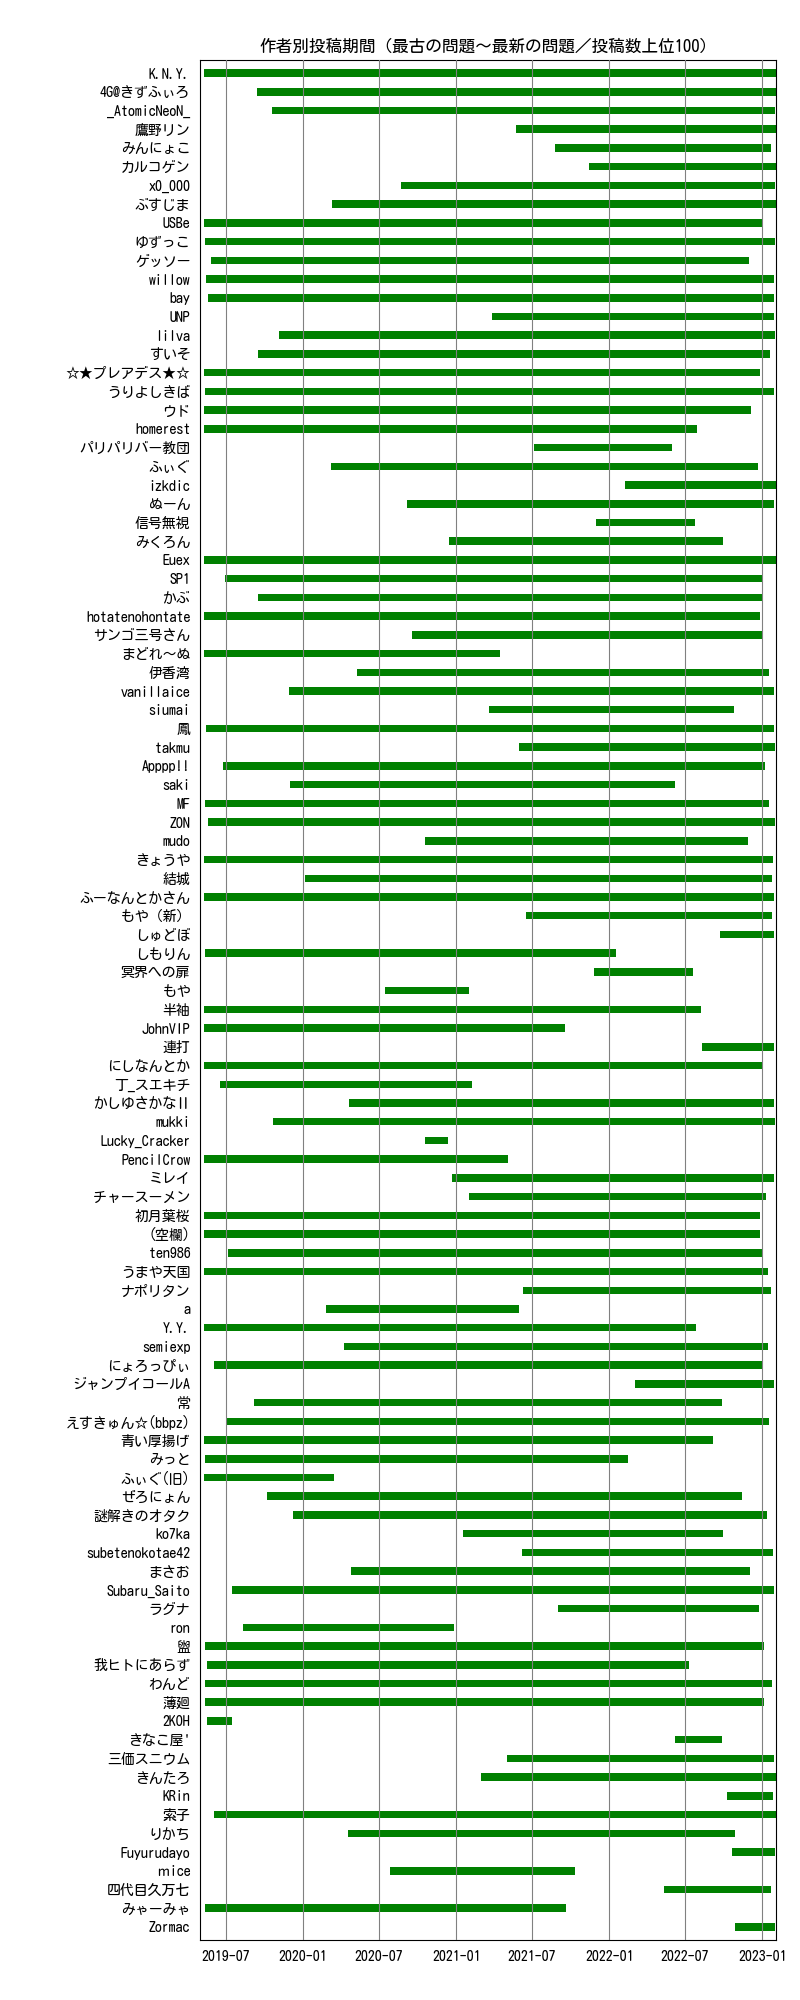 作者別投稿期間（最古の問題～最新の問題／投稿数上位100）
K.N.Y.
4G@きずふぃろ
_AtomicNeoN_
鷹野リン
みんにょこ
カルコゲン
x0_000
ぶすじま
USBe
ゆずっこ
ゲッソー
willow
bay
UNP
lilva
すいそ
☆★プレアデス★☆
うりよしきば
ウド
homerest
パリパリバー教団
ふぃぐ
izkdic
ぬーん
信号無視
みくろん
Euex
SP1
かぶ
hotatenohontate
サンゴ三号さん
まどれ～ぬ
伊香湾
vanillaice
siumai
鳳
takmu
Appppll
saki
MF
ZON
mudo
きょうや
結城
ふーなんとかさん
もや（新）
しゅどぼ
しもりん
冥界への扉
もや
半袖
JohnVIP
連打
にしなんとか
丁_スエキチ
かしゆさかなII
mukki
Lucky_Cracker
PencilCrow
ミレイ
チャースーメン
初月葉桜
(空欄)
ten986
うまや天国
ナポリタン
a
Y.Y.
semiexp
にょろっぴぃ
ジャンプイコールA
常
えすきゅん☆(bbpz)
青い厚揚げ
みっと
ふぃぐ(旧)
ぜろにょん
謎解きのオタク
ko7ka
subetenokotae42
まさお
Subaru_Saito
ラグナ
ron
盥
我ヒトにあらず
わんど
薄廻
2KOH
きなこ屋'
三価スニウム
きんたろ
KRin
索子
りかち
Fuyurudayo
mice
四代目久万七
みゃーみゃ
Zormac
2019-07 2020-01 2020-07 2021-01 2021-07 2022-01 2022-07 2023-01